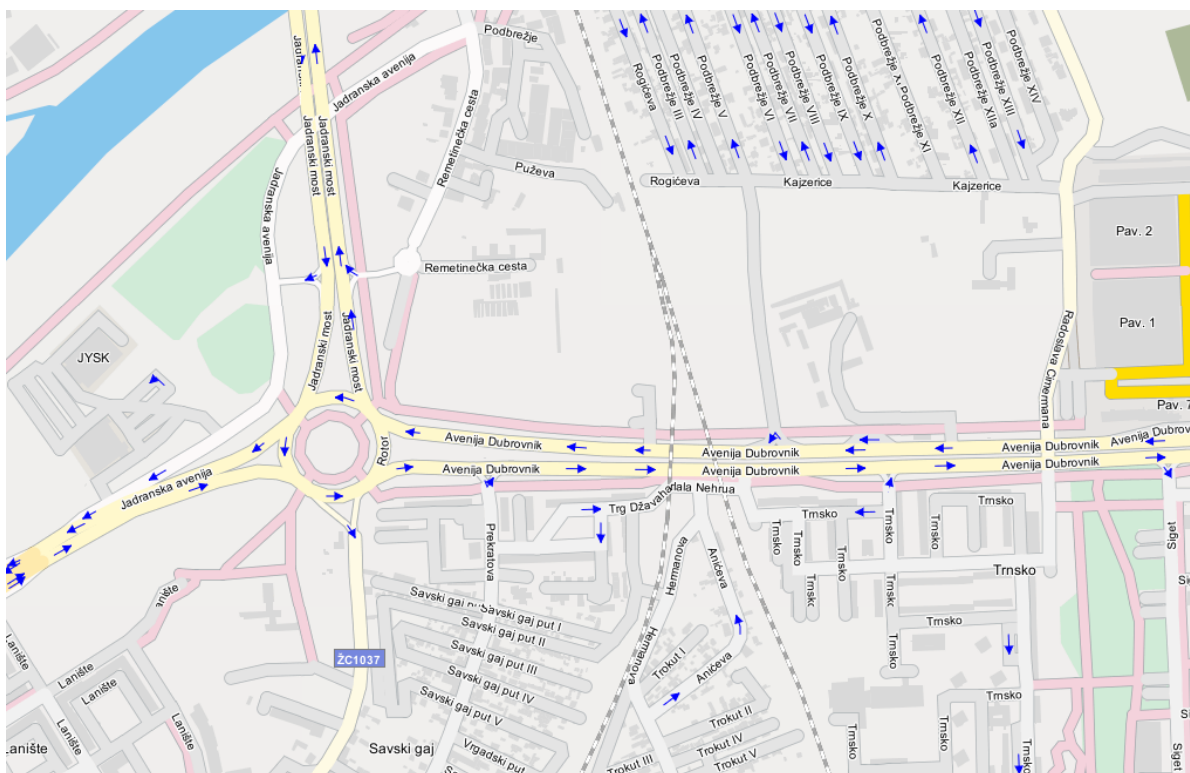 Podbrežje
Jadranska avenija
Jadranski most
Jadranski most
Remetinečka cesta
Puževa
Jadranska avenija
Remetinečka cesta
Rogićeva
Podbrežje III
Podbrežje IV
Podbrežje V
Podbrežje VI
Podbrežje VII
Podbrežje VIII
Podbrežje IX
Podbrežje X
Podbrežje XI
Podbrežje XII
Podbrežje XIIa
Podbrežje XIII
Podbrežje XIV
Rogićeva
Kajzerice
Kajzerice
Pav. 2
Pav. 1
Pav. 7
JYSK
Jadranski most
Jadranski most
Radoslava Cimermana
Rotor
Avenija Dubrovnik
Avenija Dubrovnik
Avenija Dubrovnik
Avenija Dubrovnik
Avenija Dubrovnik
Avenija Dubrovnik
Jadranska avenija
Trg Džavaharlala Nehrua
Prekratova
Hermanova
Aničeva
Trnsko
Trnsko
Trnsko
Trnsko
Trnsko
Trnsko
Trnsko
Trnsko
Trnsko
Trnsko
Trnsko
Trnsko
Trnsko
Siget
Savski gaj put I
Savski gaj put II
Savski gaj put III
Savski gaj put IV
Savski gaj put V
Vrgadski put
Savski gaj
ŽC1037
Hermanova
Aničeva
Trokut I
Trokut II
Trokut III
Trokut IV
Trokut V
Lanište
Lanište
Lanište
Lanište
Lanište
Lanište
Siget